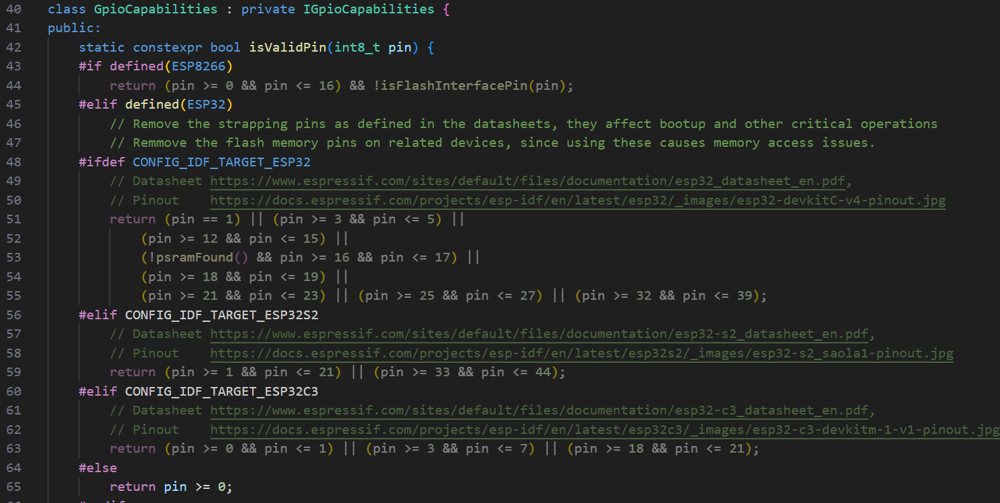 40 class GpioCapabilities : private IGpioCapabilities {
41 public:
42     static constexpr bool isValidPin(int8_t pin) {
43     #if defined(ESP8266)
44         return (pin >= 0 && pin <= 16) && !isFlashInterfacePin(pin);
45     #elif defined(ESP32)
46         // Remove the strapping pins as defined in the datasheets, they affect bootup and other critical operations
47         // Remmove the flash memory pins on related devices, since using these causes memory access issues.
48     #ifdef CONFIG_IDF_TARGET_ESP32
49         // Datasheet https://www.espressif.com/sites/default/files/documentation/esp32_datasheet_en.pdf,
50         // Pinout    https://docs.espressif.com/projects/esp-idf/en/latest/esp32/_images/esp32-devkitC-v4-pinout.jpg
51         return (pin == 1) || (pin >= 3 && pin <= 5) ||
52             (pin >= 12 && pin <= 15) ||
53             (!psramFound() && pin >= 16 && pin <= 17) ||
54             (pin >= 18 && pin <= 19) ||
55             (pin >= 21 && pin <= 23) || (pin >= 25 && pin <= 27) || (pin >= 32 && pin <= 39);
56     #elif CONFIG_IDF_TARGET_ESP32S2
57         // Datasheet https://www.espressif.com/sites/default/files/documentation/esp32-s2_datasheet_en.pdf,
58         // Pinout    https://docs.espressif.com/projects/esp-idf/en/latest/esp32s2/_images/esp32-s2_saola1-pinout.jpg
59         return (pin >= 1 && pin <= 21) || (pin >= 33 && pin <= 44);
60     #elif CONFIG_IDF_TARGET_ESP32C3
61         // Datasheet https://www.espressif.com/sites/default/files/documentation/esp32-c3_datasheet_en.pdf,
62         // Pinout    https://docs.espressif.com/projects/esp-idf/en/latest/esp32c3/_images/esp32-c3-devkitm-1-v1-pinout.jpg
63         return (pin >= 0 && pin <= 1) || (pin >= 3 && pin <= 7) || (pin >= 18 && pin <= 21);
64     #else
65         return pin >= 0;